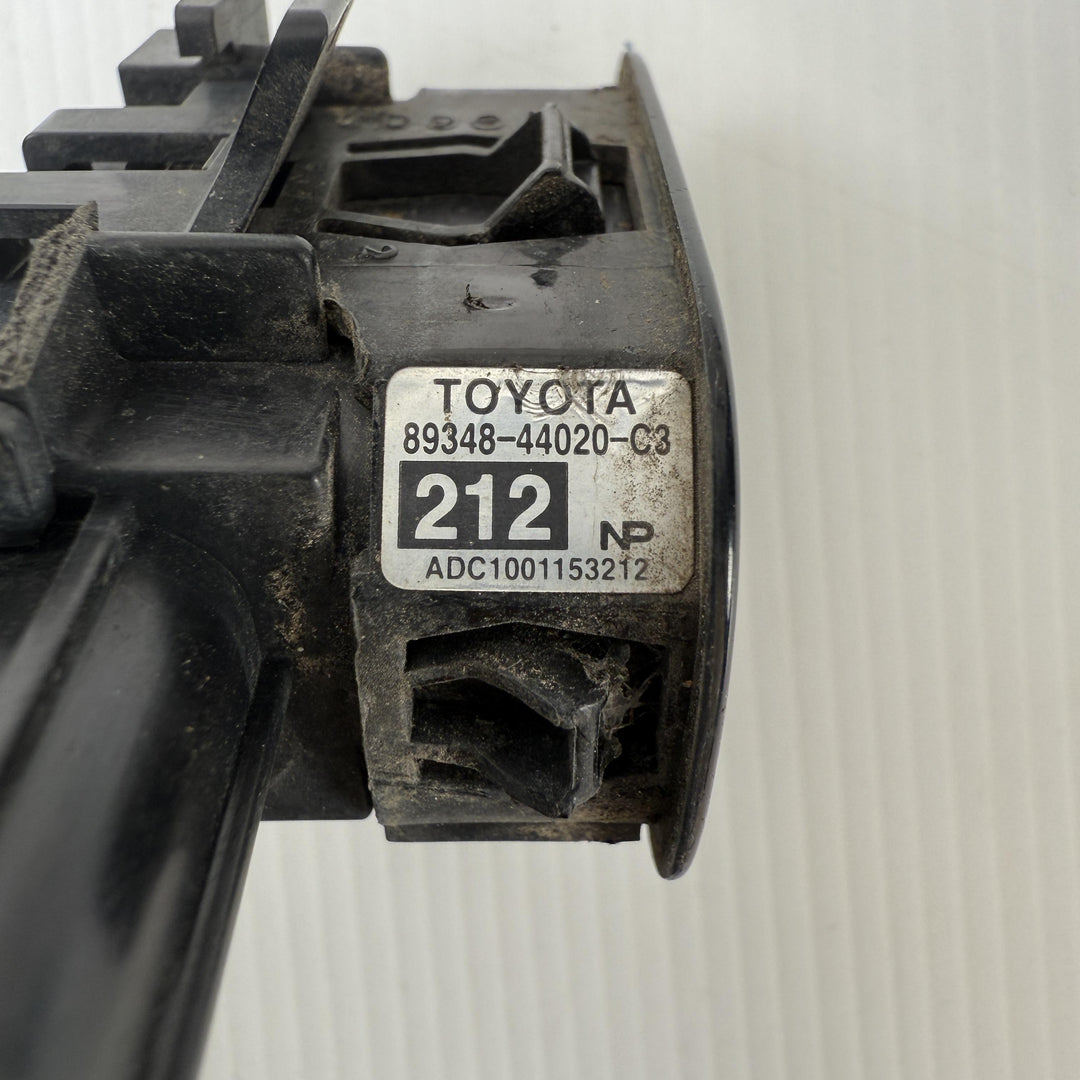 TOYOTA
89348-44020-C3
212
NP
ADC1001153212